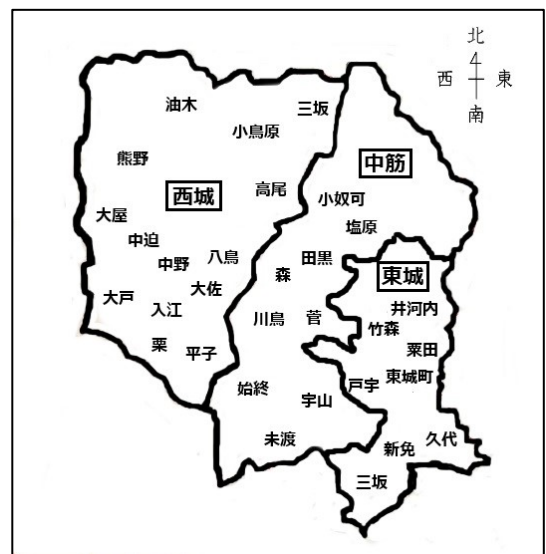 北
西 東
南
油木
三坂
小鳥原
熊野
中筋
高尾
西城
小奴可
大屋
塩原
中迫
八鳥
田黒
中野
森
東城
大佐
大戸
井河内
入江
川鳥
菅
竹森
栗
平子
粟田
東城町
戸宇
始終
宇山
未渡
久代
新免
三坂